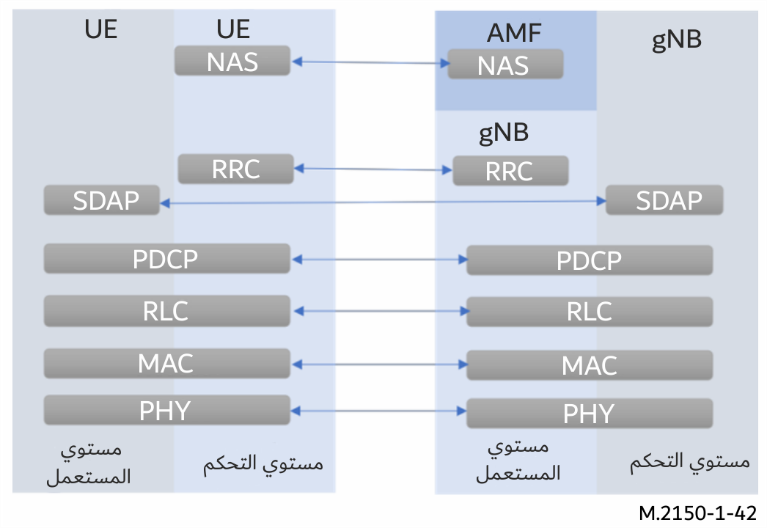 UE UE AMF gNB
NAS NAS
gNB
RRC RRC
SDAP SDAP
PDCP PDCP
RLC RLC
MAC MAC
PHY PHY
مستوي المستعمل
مستوي التحكم
مستوي المستعمل
مستوي التحكم
M.2150-1-42